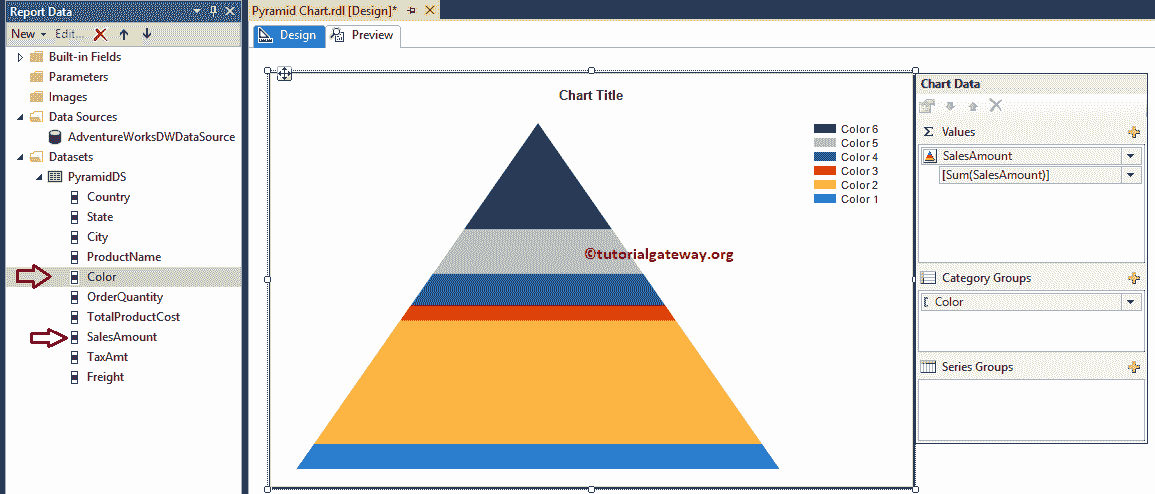 Report Data
New
Edit...
Built-in Fields
Parameters
Images
Data Sources
AdventureWorksDWDataSource
Datasets
PyramidDS
Country
State
City
ProductName
Color
OrderQuantity
TotalProductCost
SalesAmount
TaxAmt
Freight
Pyramid Chart.rdl [Design]*
Design
Preview
Chart Title
Color 6
Color 5
Color 4
Color 3
Color 2
Color 1
©tutorialgateway.org
Chart Data
Σ Values
SalesAmount
[Sum(SalesAmount)]
Category Groups
Color
Series Groups